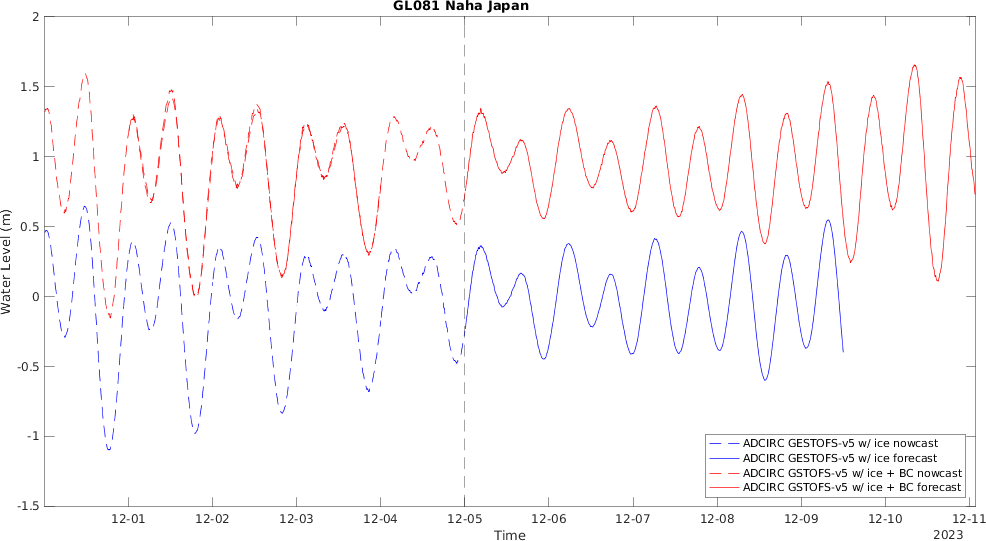 GL081 Naha Japan
2
1.5
1
0.5
0
-0.5
-1
-1.5
Water Level (m)
ADCIRC GESTOFS-v5 w/ ice nowcast
ADCIRC GESTOFS-v5 w/ ice forecast
ADCIRC GSTOFS-v5 w/ ice + BC nowcast
ADCIRC GSTOFS-v5 w/ ice + BC forecast
12-01 12-02 12-03 12-04 12-05 12-06 12-07 12-08 12-09 12-10 12-11
Time
2023